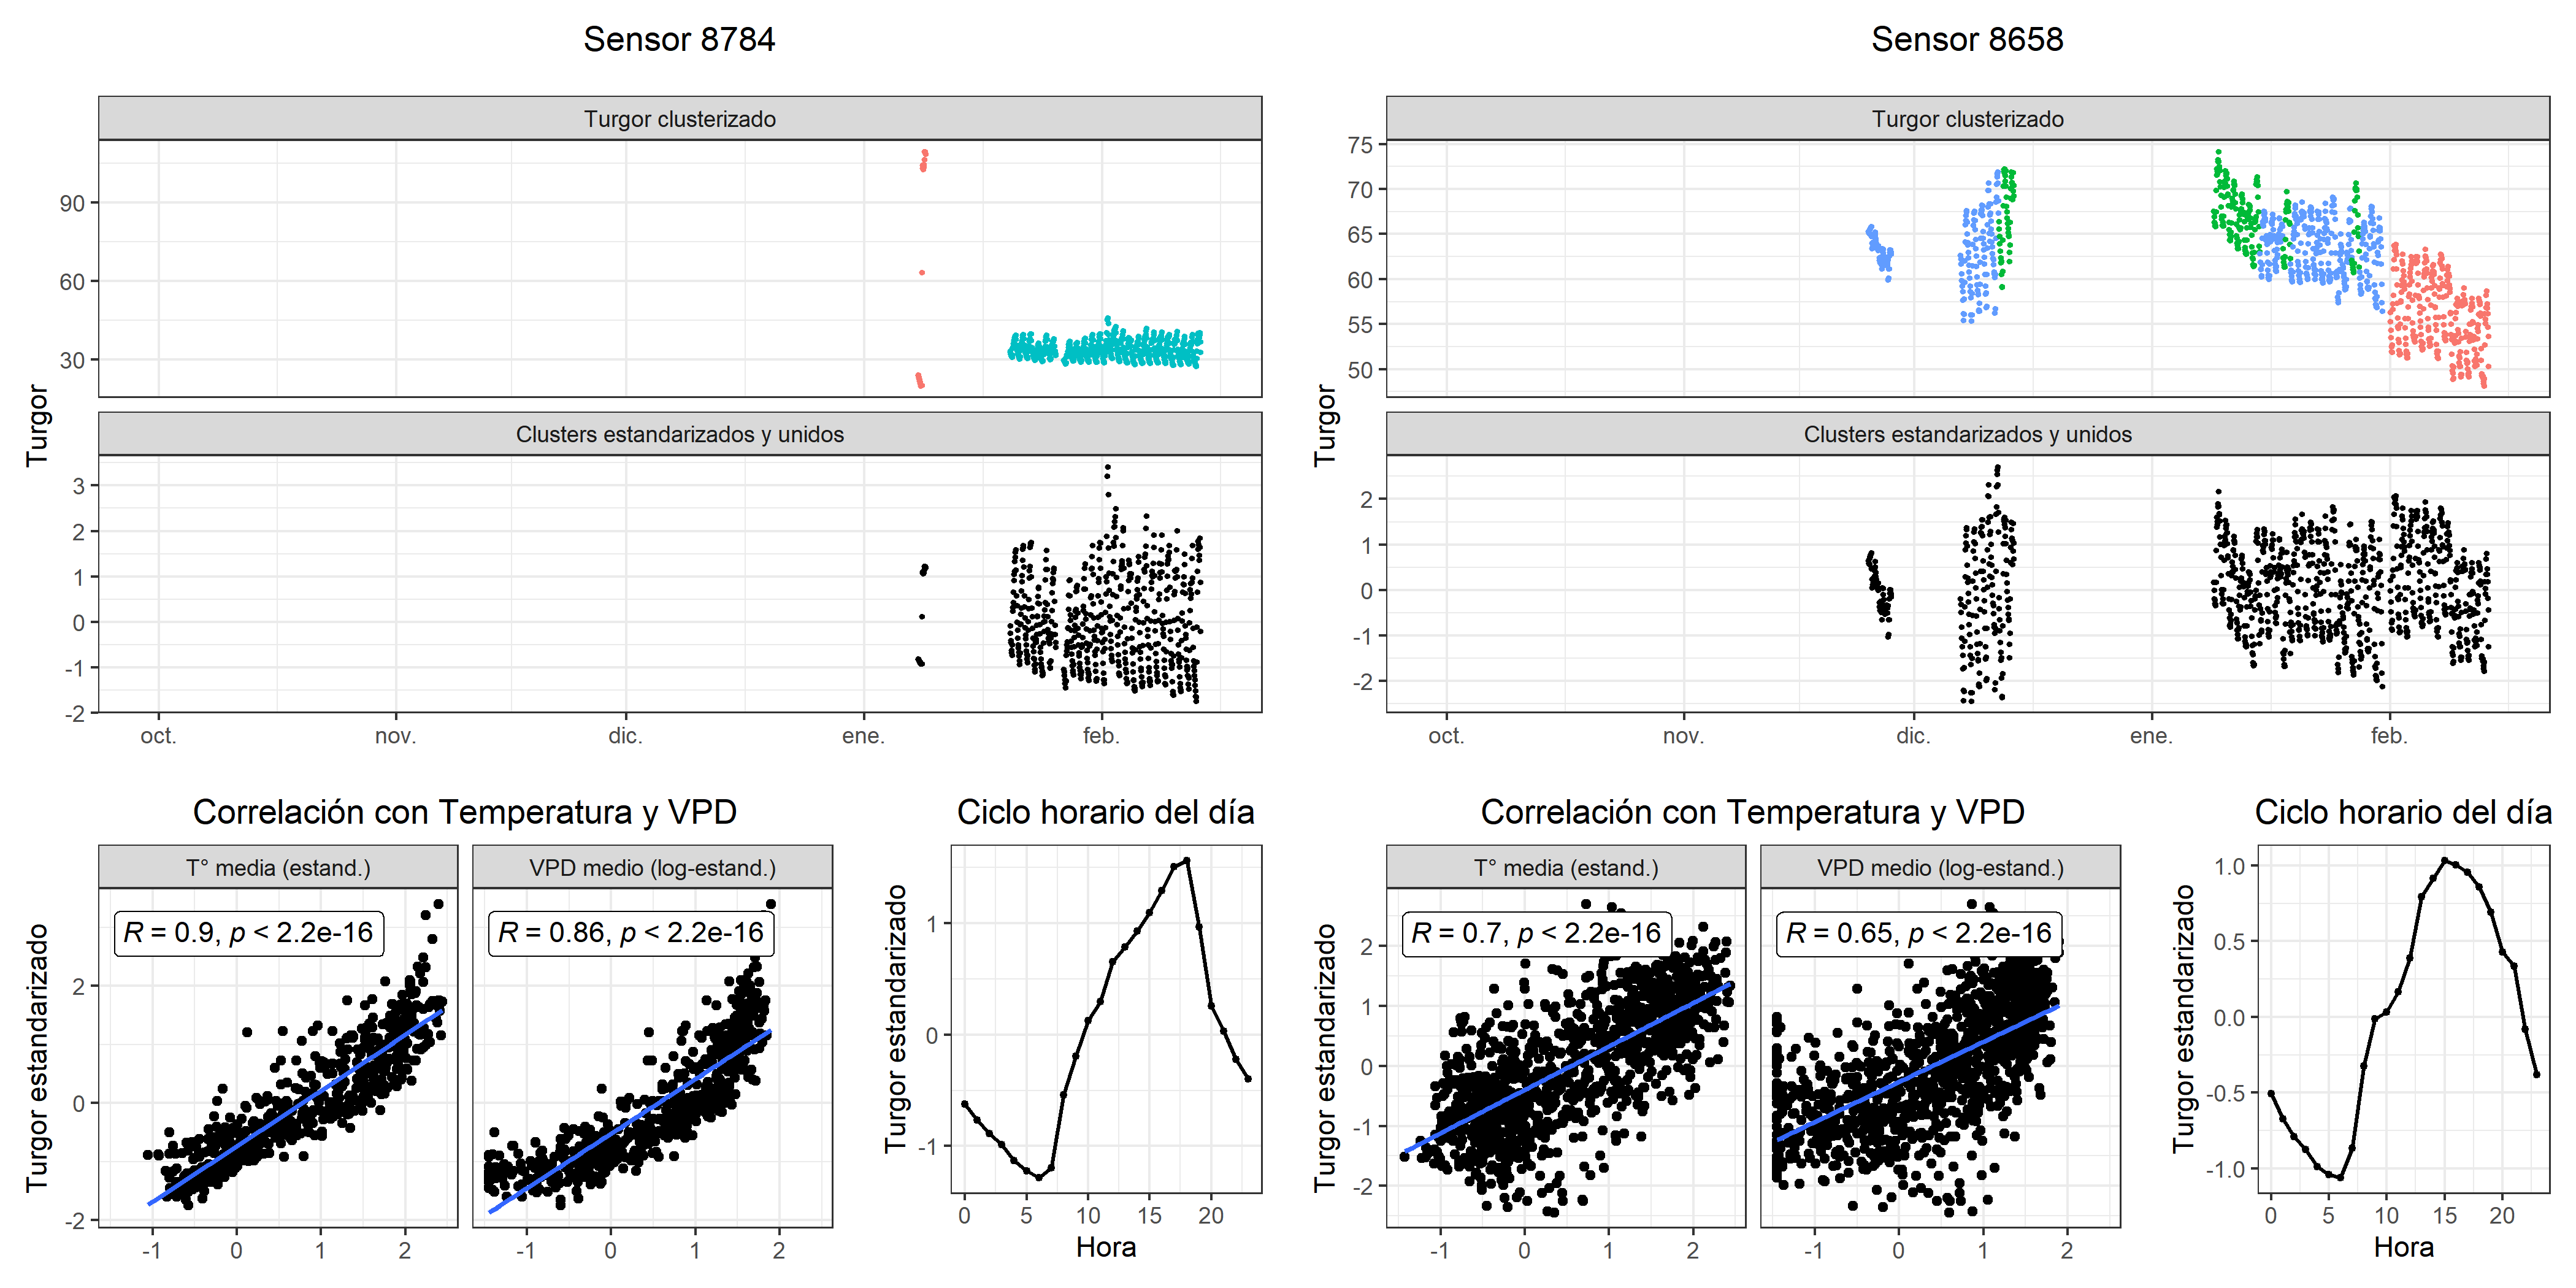 Sensor 8784
Turgor clusterizado
90
60
30
Turgor
Clusters estandarizados y unidos
3
2
1
0
-1
-2
oct.
nov.
dic.
ene.
feb.
Correlación con Temperatura y VPD
T° media (estand.)
VPD medio (log-estand.)
R = 0.9, p < 2.2e-16
R = 0.86, p < 2.2e-16
Turgor estandarizado
2
0
-2
-1
0
1
2
-1
0
1
2
Ciclo horario del día
Turgor estandarizado
1
0
-1
0
5
10
15
20
Hora
Sensor 8658
Turgor clusterizado
75
70
65
60
55
50
Turgor
Clusters estandarizados y unidos
2
1
0
-1
-2
oct.
nov.
dic.
ene.
feb.
Correlación con Temperatura y VPD
T° media (estand.)
VPD medio (log-estand.)
R = 0.7, p < 2.2e-16
R = 0.65, p < 2.2e-16
Turgor estandarizado
2
1
0
-1
-2
-1
0
1
2
-1
0
1
2
Ciclo horario del día
Turgor estandarizado
1.0
0.5
0.0
-0.5
-1.0
0
5
10
15
20
Hora